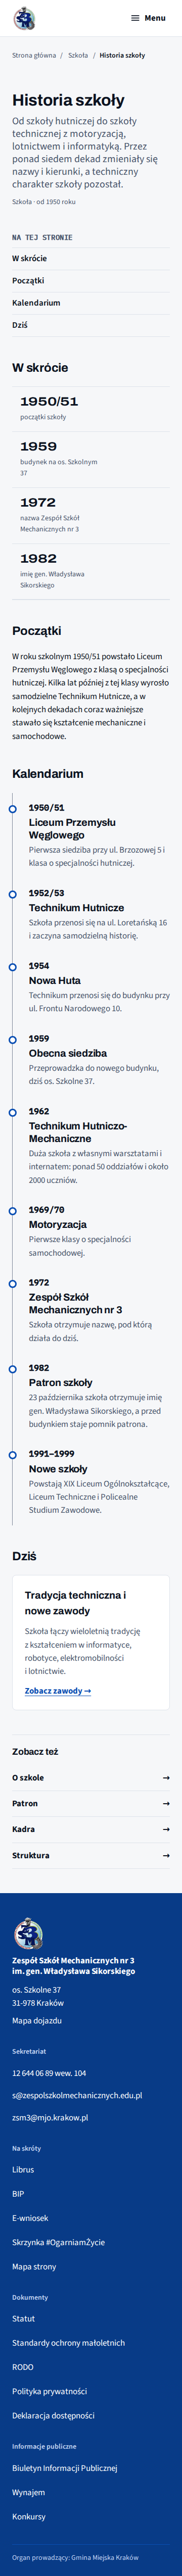 Menu
Strona główna / Szkoła / Historia szkoły
Historia szkoły
Od szkoły hutniczej do szkoły
technicznej z motoryzacją,
lotnictwem i informatyką. Przez
ponad siedem dekad zmieniały się
nazwy i kierunki, a techniczny
charakter szkoły pozostał.
Szkoła · od 1950 roku
NA TEJ STRONIE
W skrócie
Początki
Kalendarium
Dziś
W skrócie
1950/51
początki szkoły
1959
budynek na os. Szkolnym
37
1972
nazwa Zespół Szkół
Mechanicznych nr 3
1982
imię gen. Władysława
Sikorskiego
Początki
W roku szkolnym 1950/51 powstało Liceum
Przemysłu Węglowego z klasą o specjalności
hutniczej. Kilka lat później z tej klasy wyrosło
samodzielne Technikum Hutnicze, a w
kolejnych dekadach coraz ważniejsze
stawało się kształcenie mechaniczne i
samochodowe.
Kalendarium
1950/51
Liceum Przemysłu
Węglowego
Pierwsza siedziba przy ul. Brzozowej 5 i
klasa o specjalności hutniczej.
1952/53
Technikum Hutnicze
Szkoła przenosi się na ul. Loretańską 16
i zaczyna samodzielną historię.
1954
Nowa Huta
Technikum przenosi się do budynku przy
ul. Frontu Narodowego 10.
1959
Obecna siedziba
Przeprowadzka do nowego budynku,
dziś os. Szkolne 37.
1962
Technikum Hutniczo-
Mechaniczne
Duża szkoła z własnymi warsztatami i
internatem: ponad 50 oddziałów i około
2000 uczniów.
1969/70
Motoryzacja
Pierwsze klasy o specjalności
samochodowej.
1972
Zespół Szkół
Mechanicznych nr 3
Szkoła otrzymuje nazwę, pod którą
działa do dziś.
1982
Patron szkoły
23 października szkoła otrzymuje imię
gen. Władysława Sikorskiego, a przed
budynkiem staje pomnik patrona.
1991–1999
Nowe szkoły
Powstają XIX Liceum Ogólnokształcące,
Liceum Techniczne i Policealne
Studium Zawodowe.
Dziś
Tradycja techniczna i
nowe zawody
Szkoła łączy wieloletnią tradycję
z kształceniem w informatyce,
robotyce, elektromobilności
i lotnictwie.
Zobacz zawody →
Zobacz też
O szkole →
Patron →
Kadra →
Struktura →
Zespół Szkół Mechanicznych nr 3
im. gen. Władysława Sikorskiego
os. Szkolne 37
31-978 Kraków
Mapa dojazdu
Sekretariat
12 644 06 89 wew. 104
s@zespolszkolmechanicznych.edu.pl
zsm3@mjo.krakow.pl
Na skróty
Librus
BIP
E-wniosek
Skrzynka #OgarniamŻycie
Mapa strony
Dokumenty
Statut
Standardy ochrony małoletnich
RODO
Polityka prywatności
Deklaracja dostępności
Informacje publiczne
Biuletyn Informacji Publicznej
Wynajem
Konkursy
Organ prowadzący: Gmina Miejska Kraków